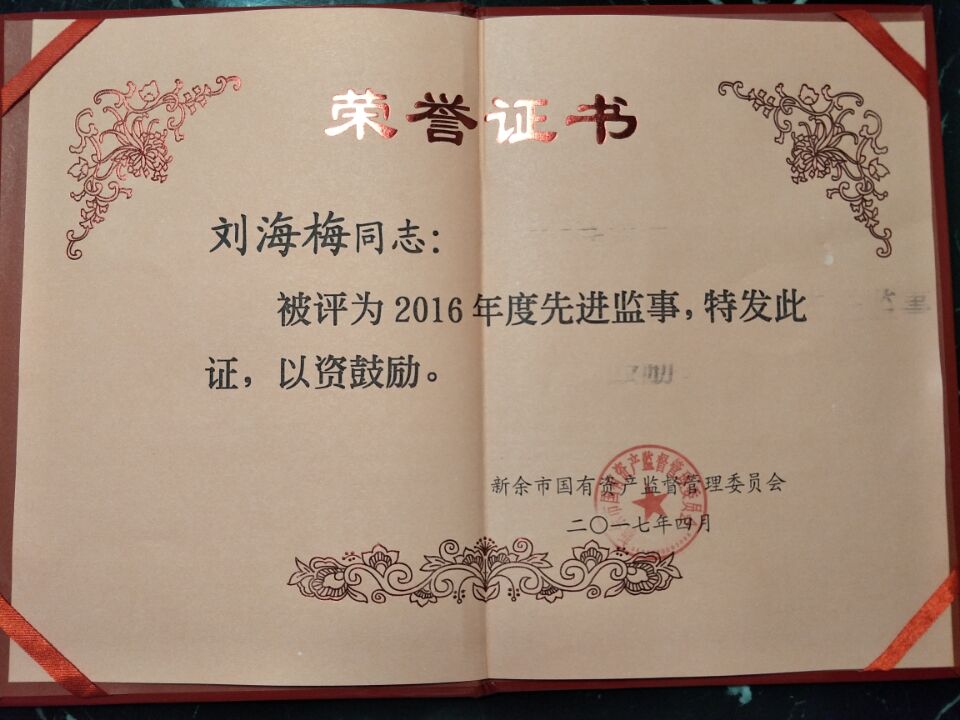 荣誉证书
刘海梅同志：
被评为2016年度先进监事，特发此
证，以资鼓励。
新余市国有资产监督管理委员会
二〇一七年四月